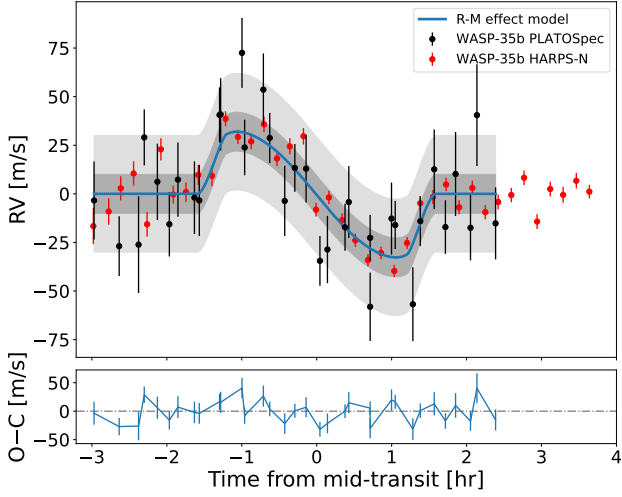 R-M effect model
WASP-35b PLATOSpec
WASP-35b HARPS-N
RV [m/s]
75
50
25
0
−25
−50
−75
O−C [m/s]
50
0
−50
−3 −2 −1 0 1 2 3 4
Time from mid-transit [hr]